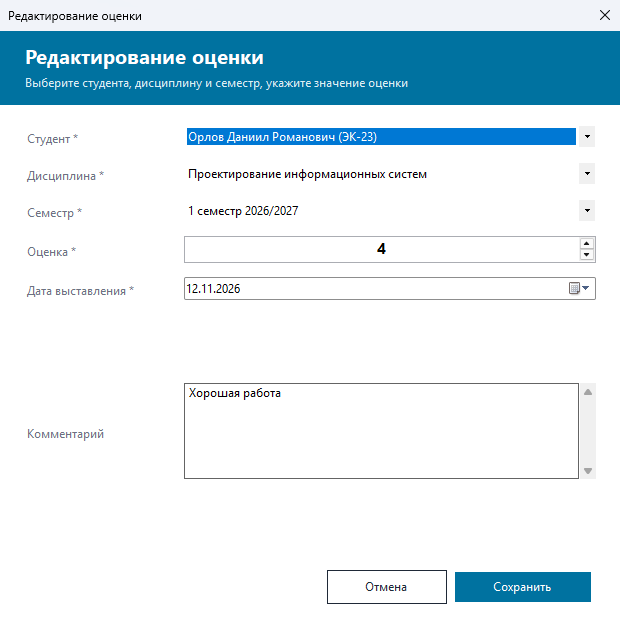 Редактирование оценки
Редактирование оценки
Выберите студента, дисциплину и семестр, укажите значение оценки
Студент * Орлов Даниил Романович (ЭК-23)
Дисциплина * Проектирование информационных систем
Семестр * 1 семестр 2026/2027
Оценка * 4
Дата выставления * 12.11.2026
Хорошая работа
Комментарий
Отмена Сохранить